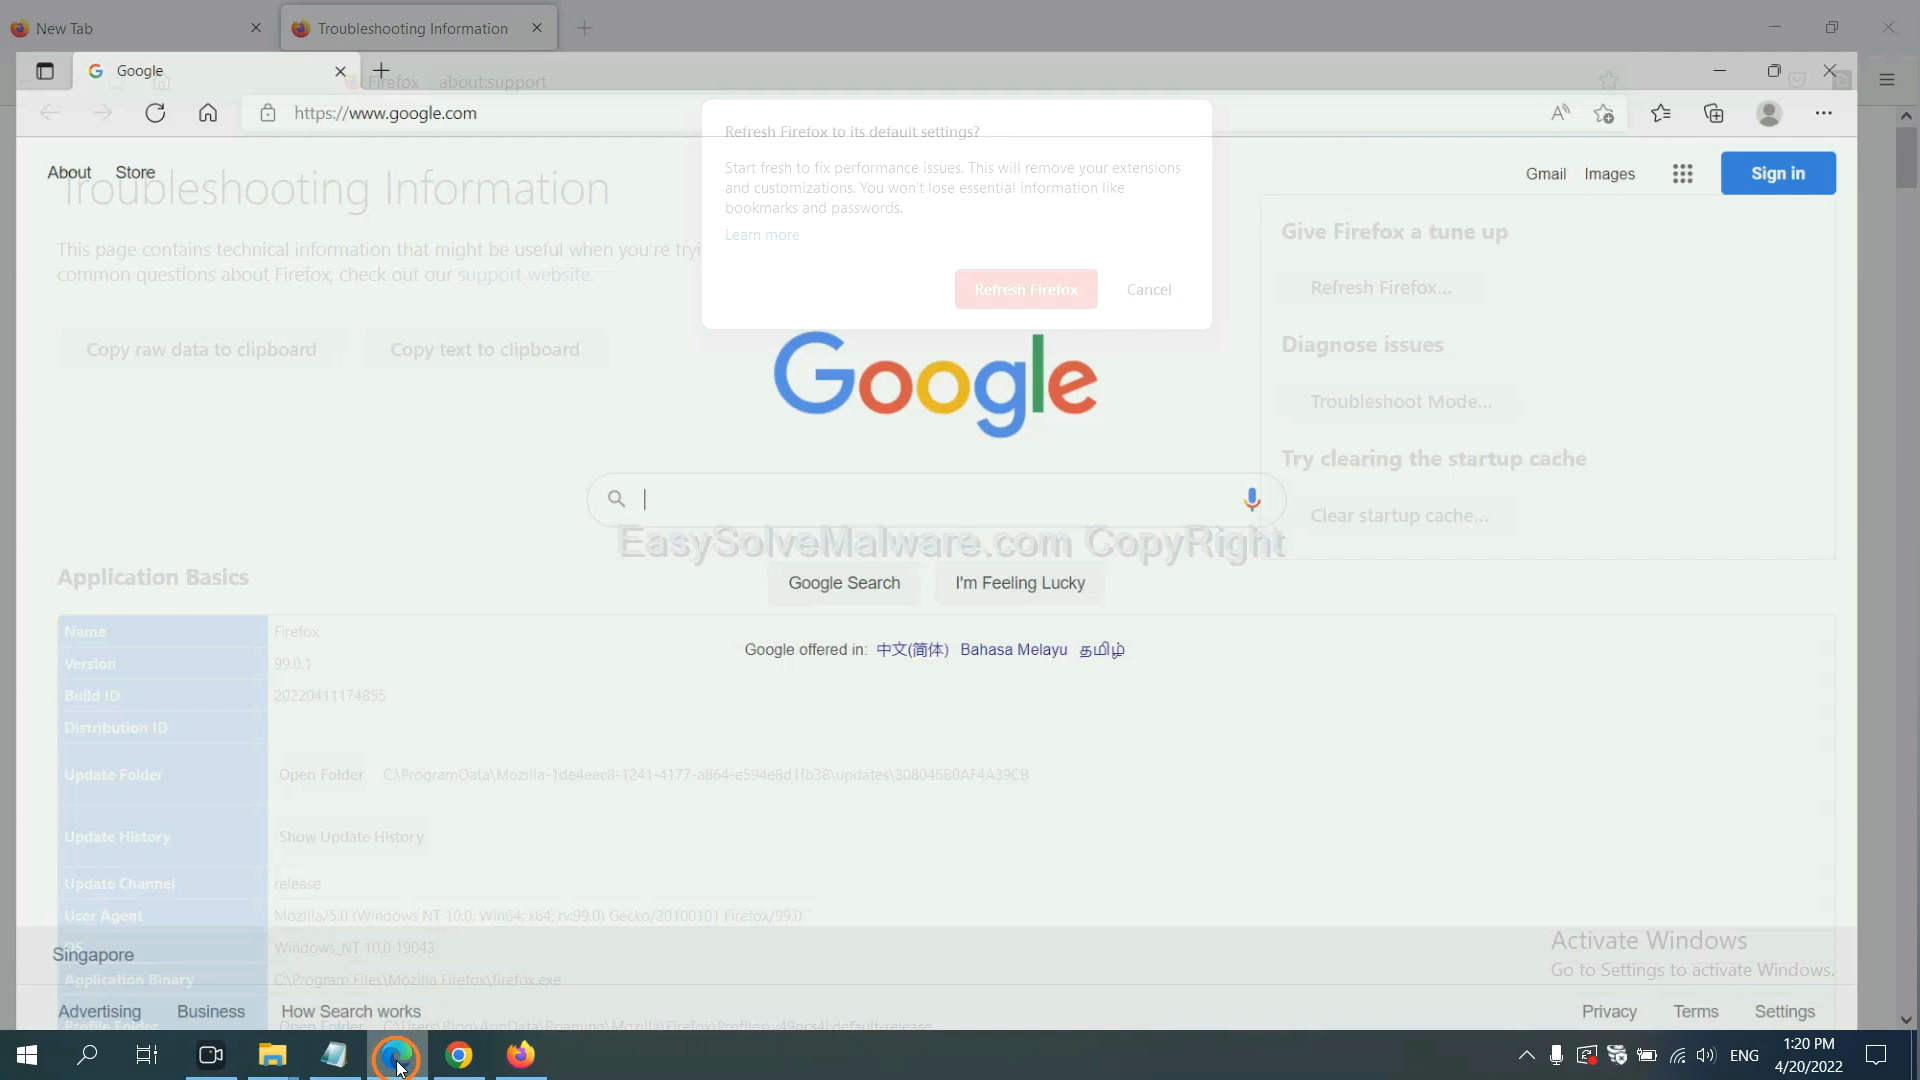 New Tab
Troubleshooting Information
Google
Firefox about:support
https://www.google.com
Refresh Firefox to its default settings?
Start fresh to fix performance issues. This will remove your extensions
and customizations. You won't lose essential information like
bookmarks and passwords.
Learn more
Refresh Firefox
Cancel
About Store
Gmail Images
Sign in
Troubleshooting Information
This page contains technical information that might be useful when you're tryi
common questions about Firefox, check out our support website.
Copy raw data to clipboard
Copy text to clipboard
Give Firefox a tune up
Refresh Firefox...
Diagnose issues
Troubleshoot Mode...
Try clearing the startup cache
Clear startup cache...
Google
EasySolveMalware.com CopyRight
Google Search
I'm Feeling Lucky
Google offered in: 中文(简体) Bahasa Melayu தமிழ்
Application Basics
Name Firefox
Version 99.0.1
Build ID 20220411174855
Distribution ID
Update Folder Open Folder C:\ProgramData\Mozilla-1de4eec8-1241-4177-a864-e594e8d1fb38\updates\308046B0AF4A39CB
Update History Show Update History
Update Channel release
User Agent Mozilla/5.0 (Windows NT 10.0; Win64; x64; rv:99.0) Gecko/20100101 Firefox/99.0
OS Windows_NT 10.0 19043
Singapore
Application Binary C:\Program Files\Mozilla Firefox\firefox.exe
Activate Windows
Go to Settings to activate Windows.
Advertising Business How Search works
Privacy Terms Settings
Profile Folder Open Folder
ENG
1:20 PM
4/20/2022